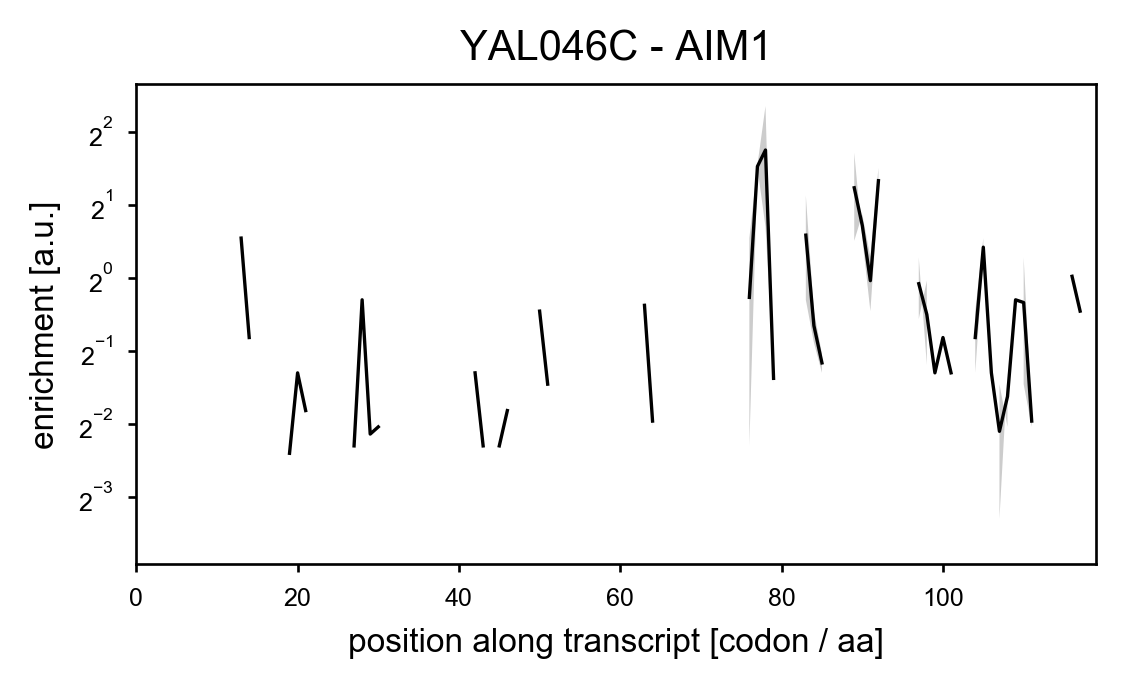 YAL046C - AIM1
enrichment [a.u.]
2^2
2^1
2^0
2^−1
2^−2
2^−3
0 20 40 60 80 100
position along transcript [codon / aa]